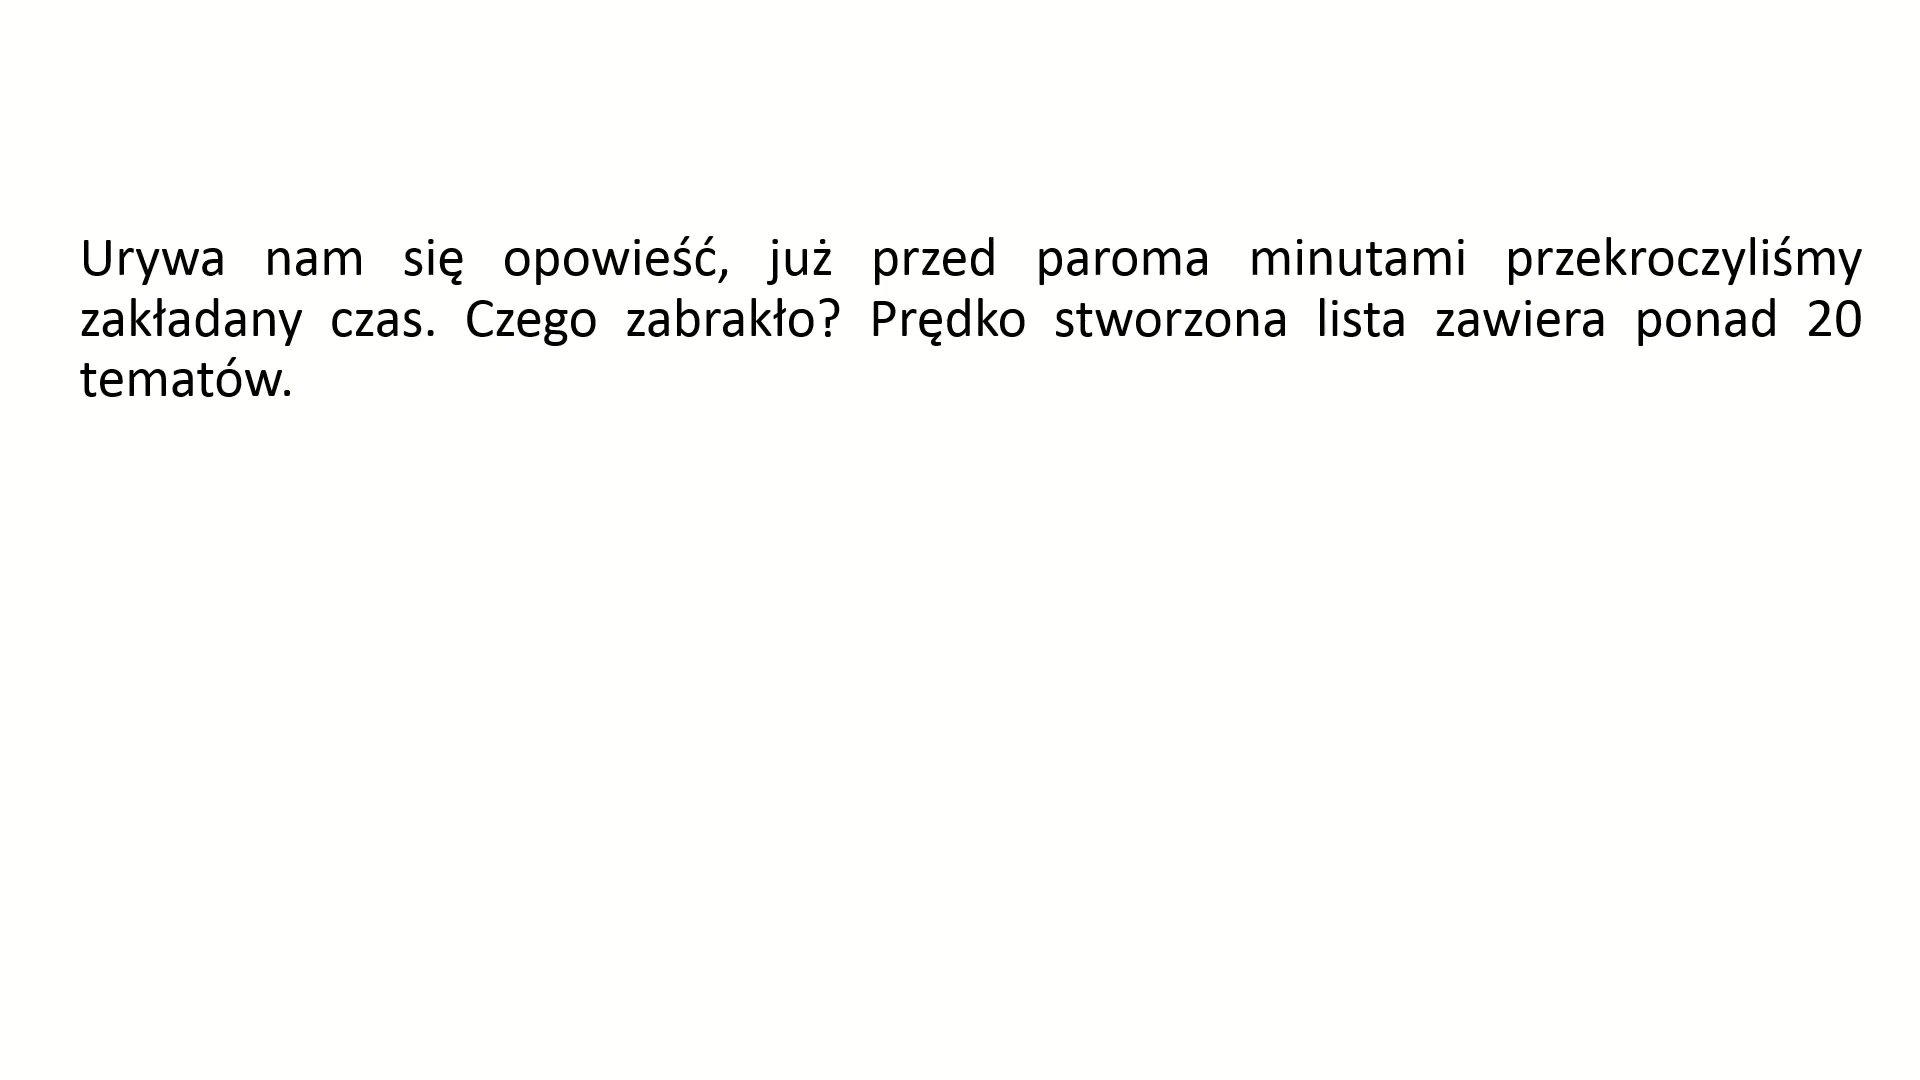 Urywa nam się opowieść, już przed paroma minutami przekroczyliśmy
zakładany czas. Czego zabrakło? Prędko stworzona lista zawiera ponad 20
tematów.